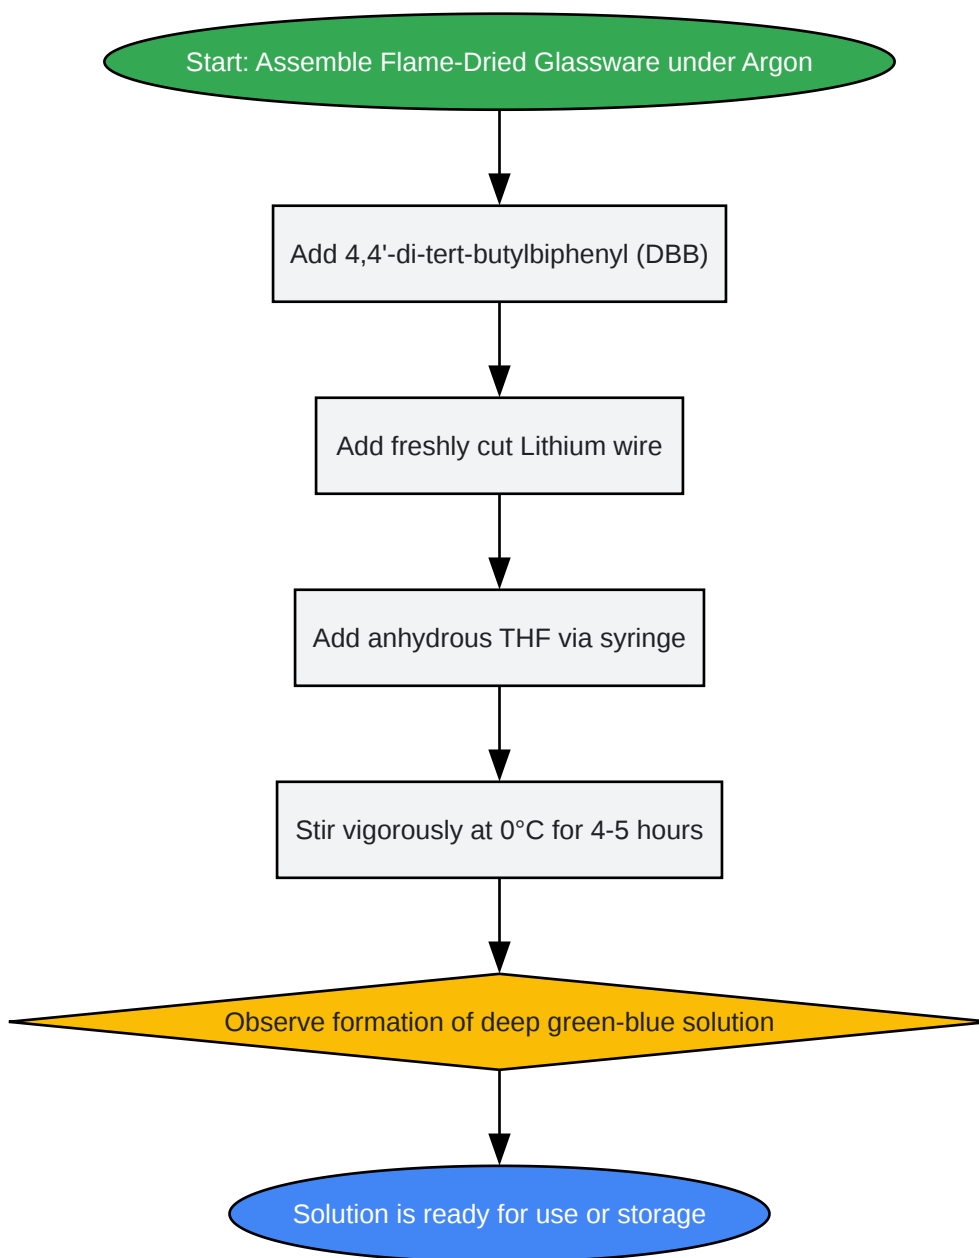 Start: Assemble Flame-Dried Glassware under Argon
Add 4,4'-di-tert-butylbiphenyl (DBB)
Add freshly cut Lithium wire
Add anhydrous THF via syringe
Stir vigorously at 0°C for 4-5 hours
Observe formation of deep green-blue solution
Solution is ready for use or storage